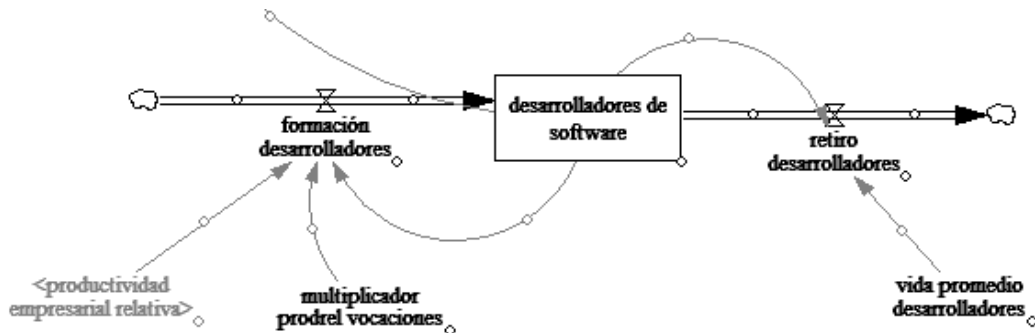 desarrolladores de
software
formación
desarrolladores
retiro
desarrolladores
<productividad
empresarial relativa>
multiplicador
prodrel vocaciones
vida promedio
desarrolladores